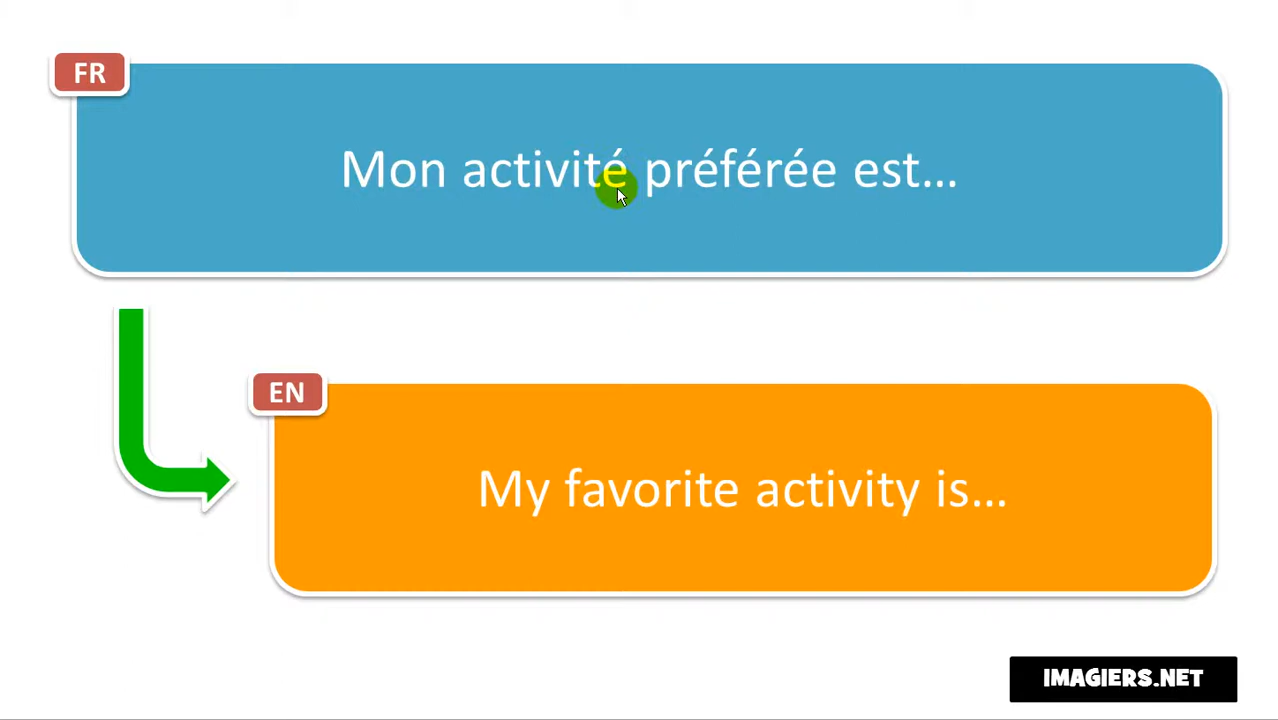 FR
Mon activité préférée est...
EN
My favorite activity is...
IMAGIERS.NET